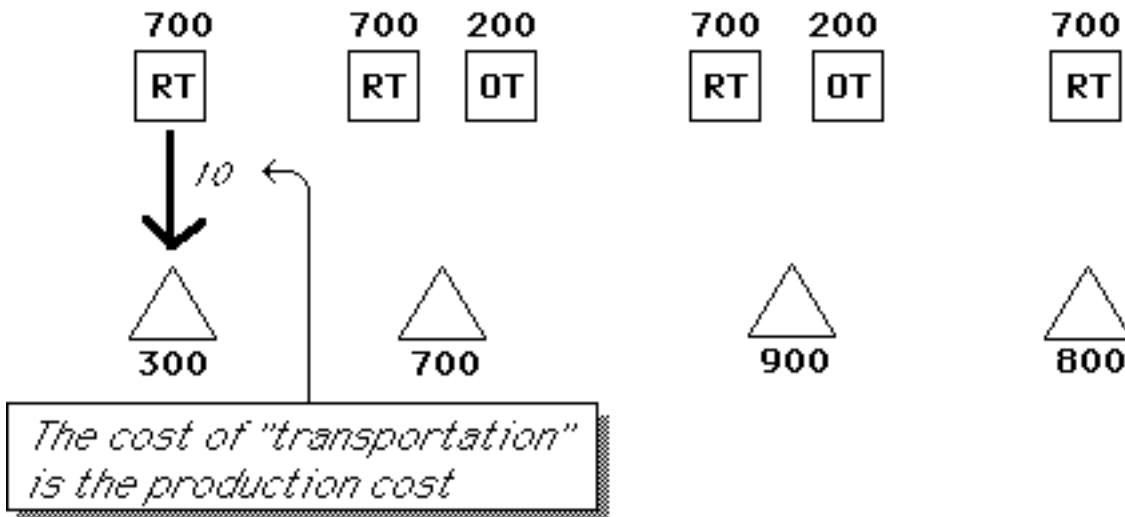 700 700 200 700 200 700
RT RT OT RT OT RT
10
300 700 900 800
The cost of "transportation"
is the production cost